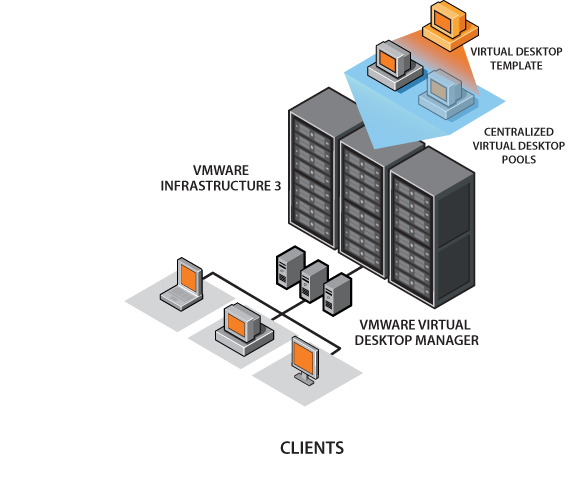 VIRTUAL DESKTOP
TEMPLATE
CENTRALIZED
VIRTUAL DESKTOP
POOLS
VMWARE
INFRASTRUCTURE 3
VMWARE VIRTUAL
DESKTOP MANAGER
CLIENTS